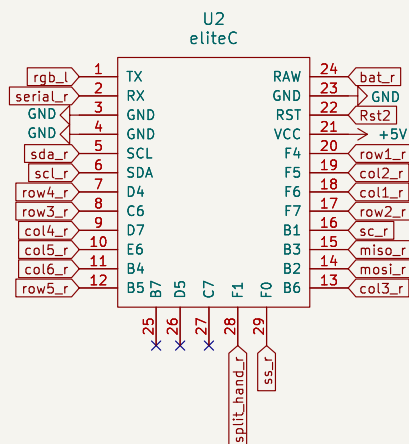 U2
eliteC
rgb_l 1 TX RAW 24 bat_r
serial_r 2 RX GND 23 GND
GND 3 GND RST 22 Rst2
GND 4 GND VCC 21 +5V
sda_r 5 SCL F4 20 row1_r
scl_r 6 SDA F5 19 col2_r
row4_r 7 D4 F6 18 col1_r
row3_r 8 C6 F7 17 row2_r
col4_r 9 D7 B1 16 sc_r
col5_r 10 E6 B3 15 miso_r
col6_r 11 B4 B2 14 mosi_r
row5_r 12 B5 B6 13 col3_r
B7 D5 C7 F1 F0
25 26 27 28 29
split_hand_r ss_r